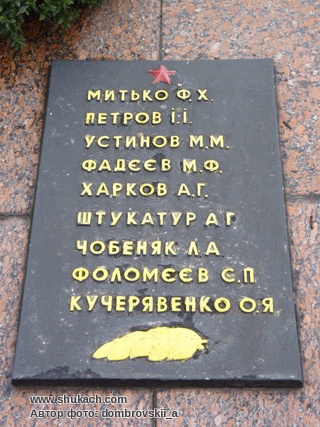 МИТЬКО Ф.Х.
ПЕТРОВ І.І.
УСТИНОВ М.М.
ФАДЄЄВ М.Ф.
ХАРКОВ А.Г.
ШТУКАТУР А Г
ЧОБЕНЯК Л.А
ФОЛОМЄЄВ Є.П
КУЧЕРЯВЕНКО О.Я
www.shukach.com
Автор фото: dombrovskii_a